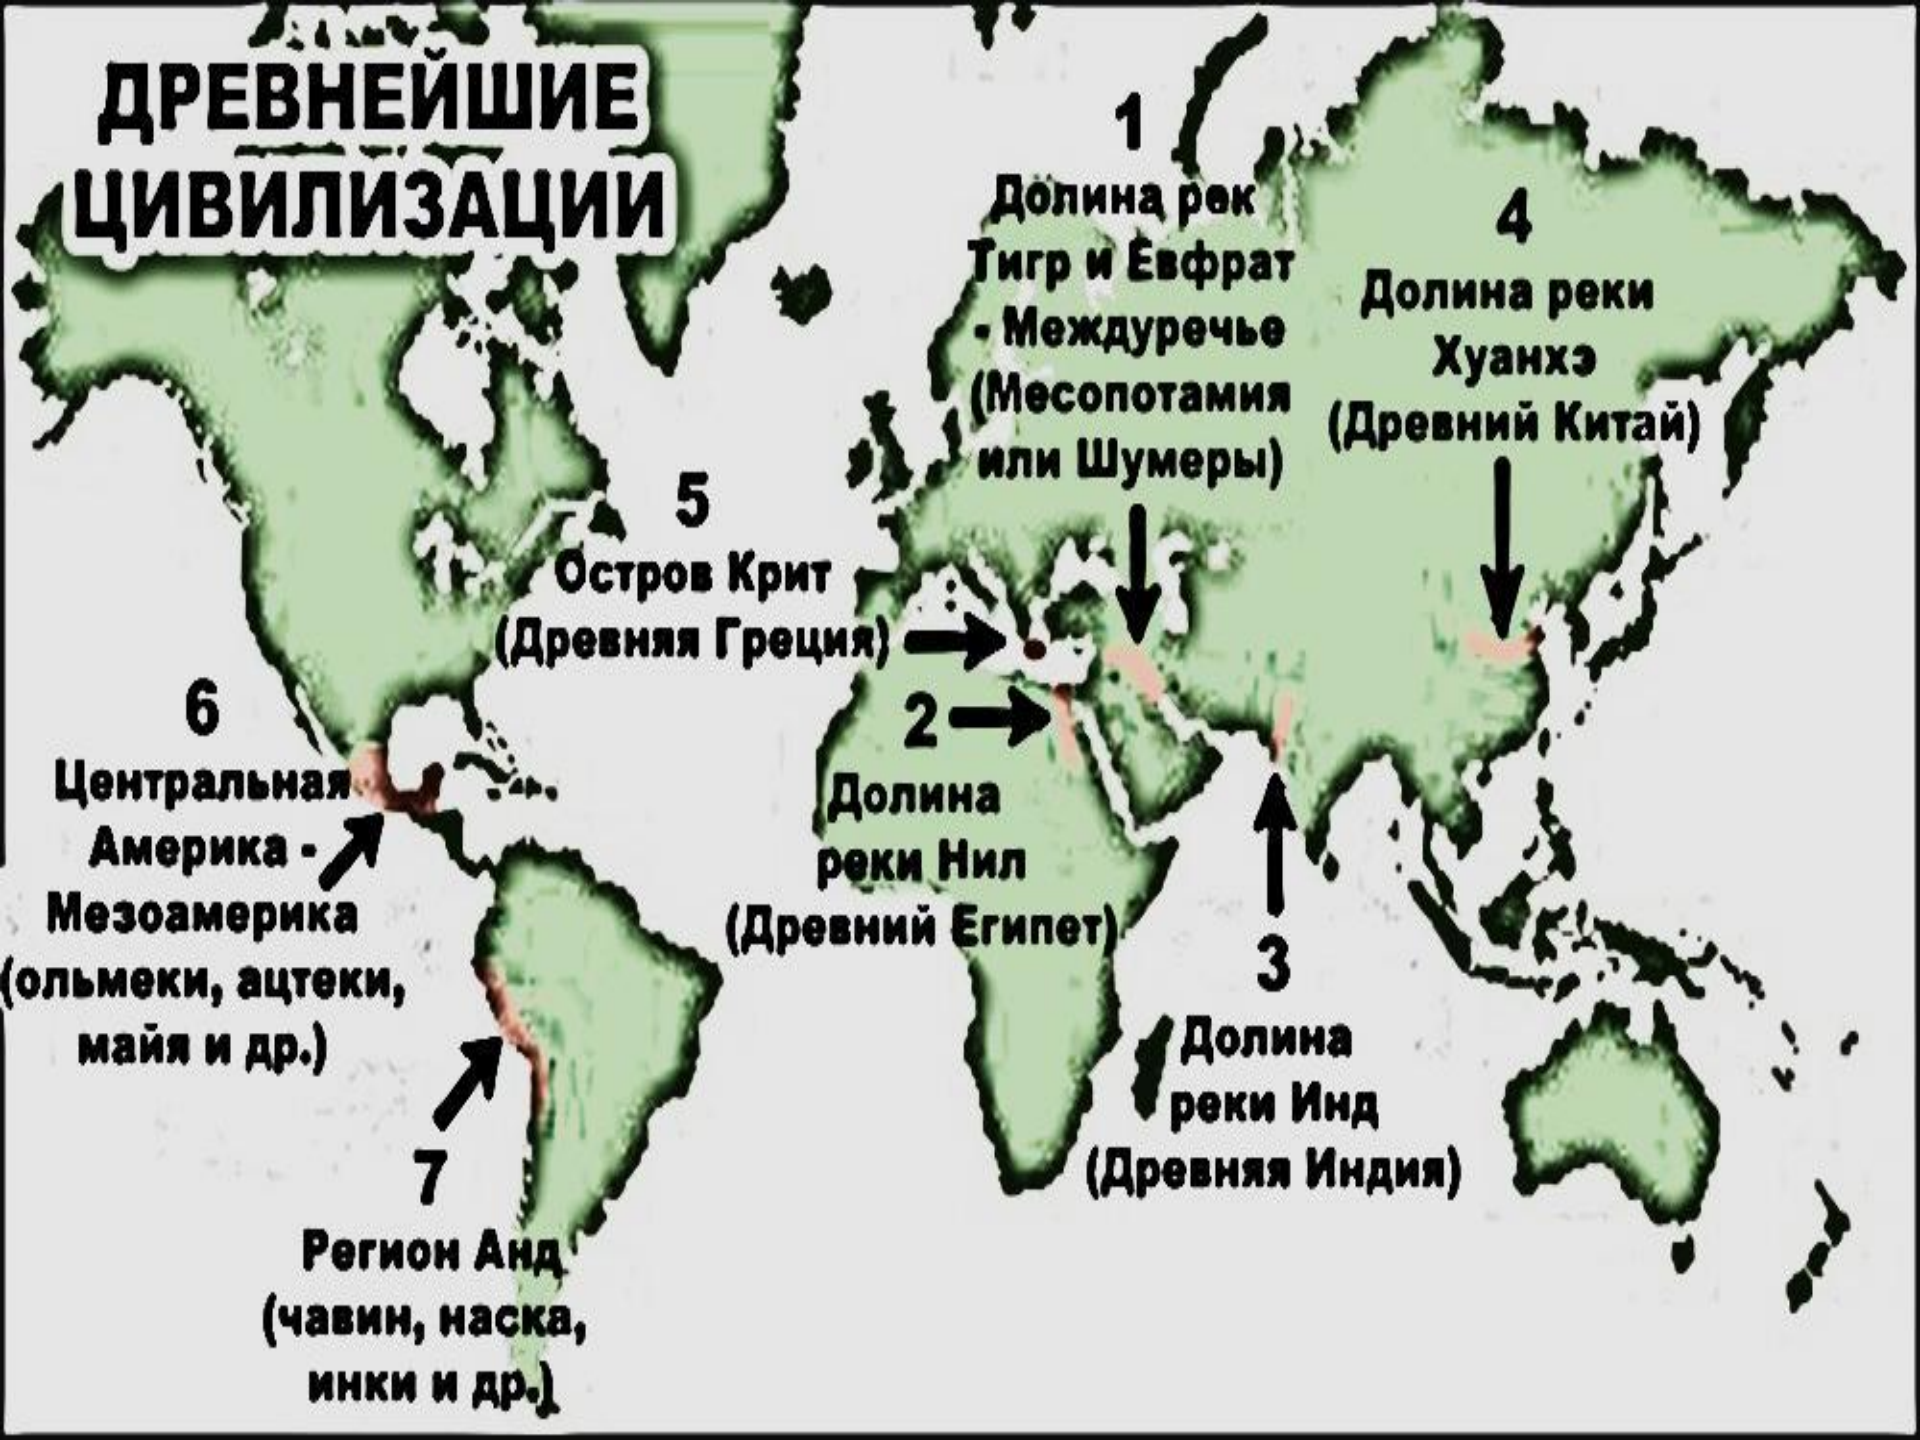 ДРЕВНЕЙШИЕ
ЦИВИЛИЗАЦИИ
1
Долина рек
Тигр и Евфрат
- Междуречье
(Месопотамия
или Шумеры)
4
Долина реки
Хуанхэ
(Древний Китай)
5
Остров Крит
(Древняя Греция)
2
Долина
реки Нил
(Древний Египет)
6
Центральная
Америка -
Мезоамерика
(ольмеки, ацтеки,
майя и др.)
3
Долина
реки Инд
(Древняя Индия)
7
Регион Анд
(чавин, наска,
инки и др.)